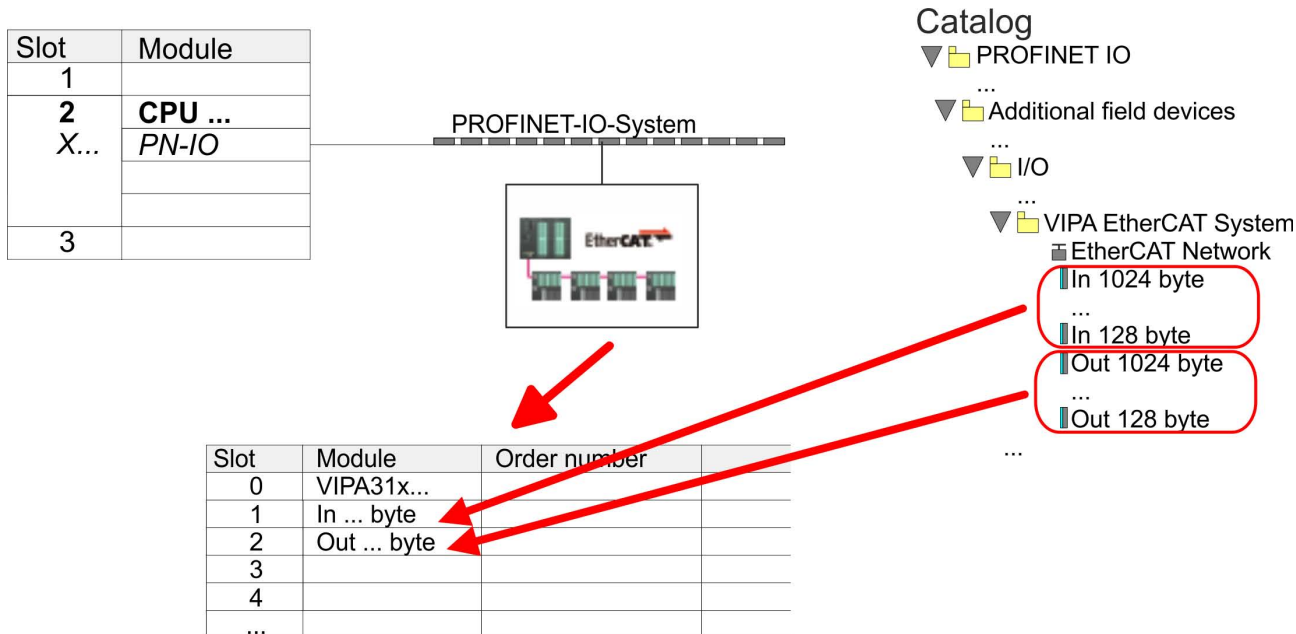 Slot Module
1
2 CPU ...
X... PN-IO
3
PROFINET-IO-System
EtherCAT
Catalog
PROFINET IO
...
Additional field devices
...
I/O
...
VIPA EtherCAT System
EtherCAT Network
In 1024 byte
...
In 128 byte
Out 1024 byte
...
Out 128 byte
...
Slot Module Order number
0 VIPA31x...
1 In ... byte
2 Out ... byte
3
4
...